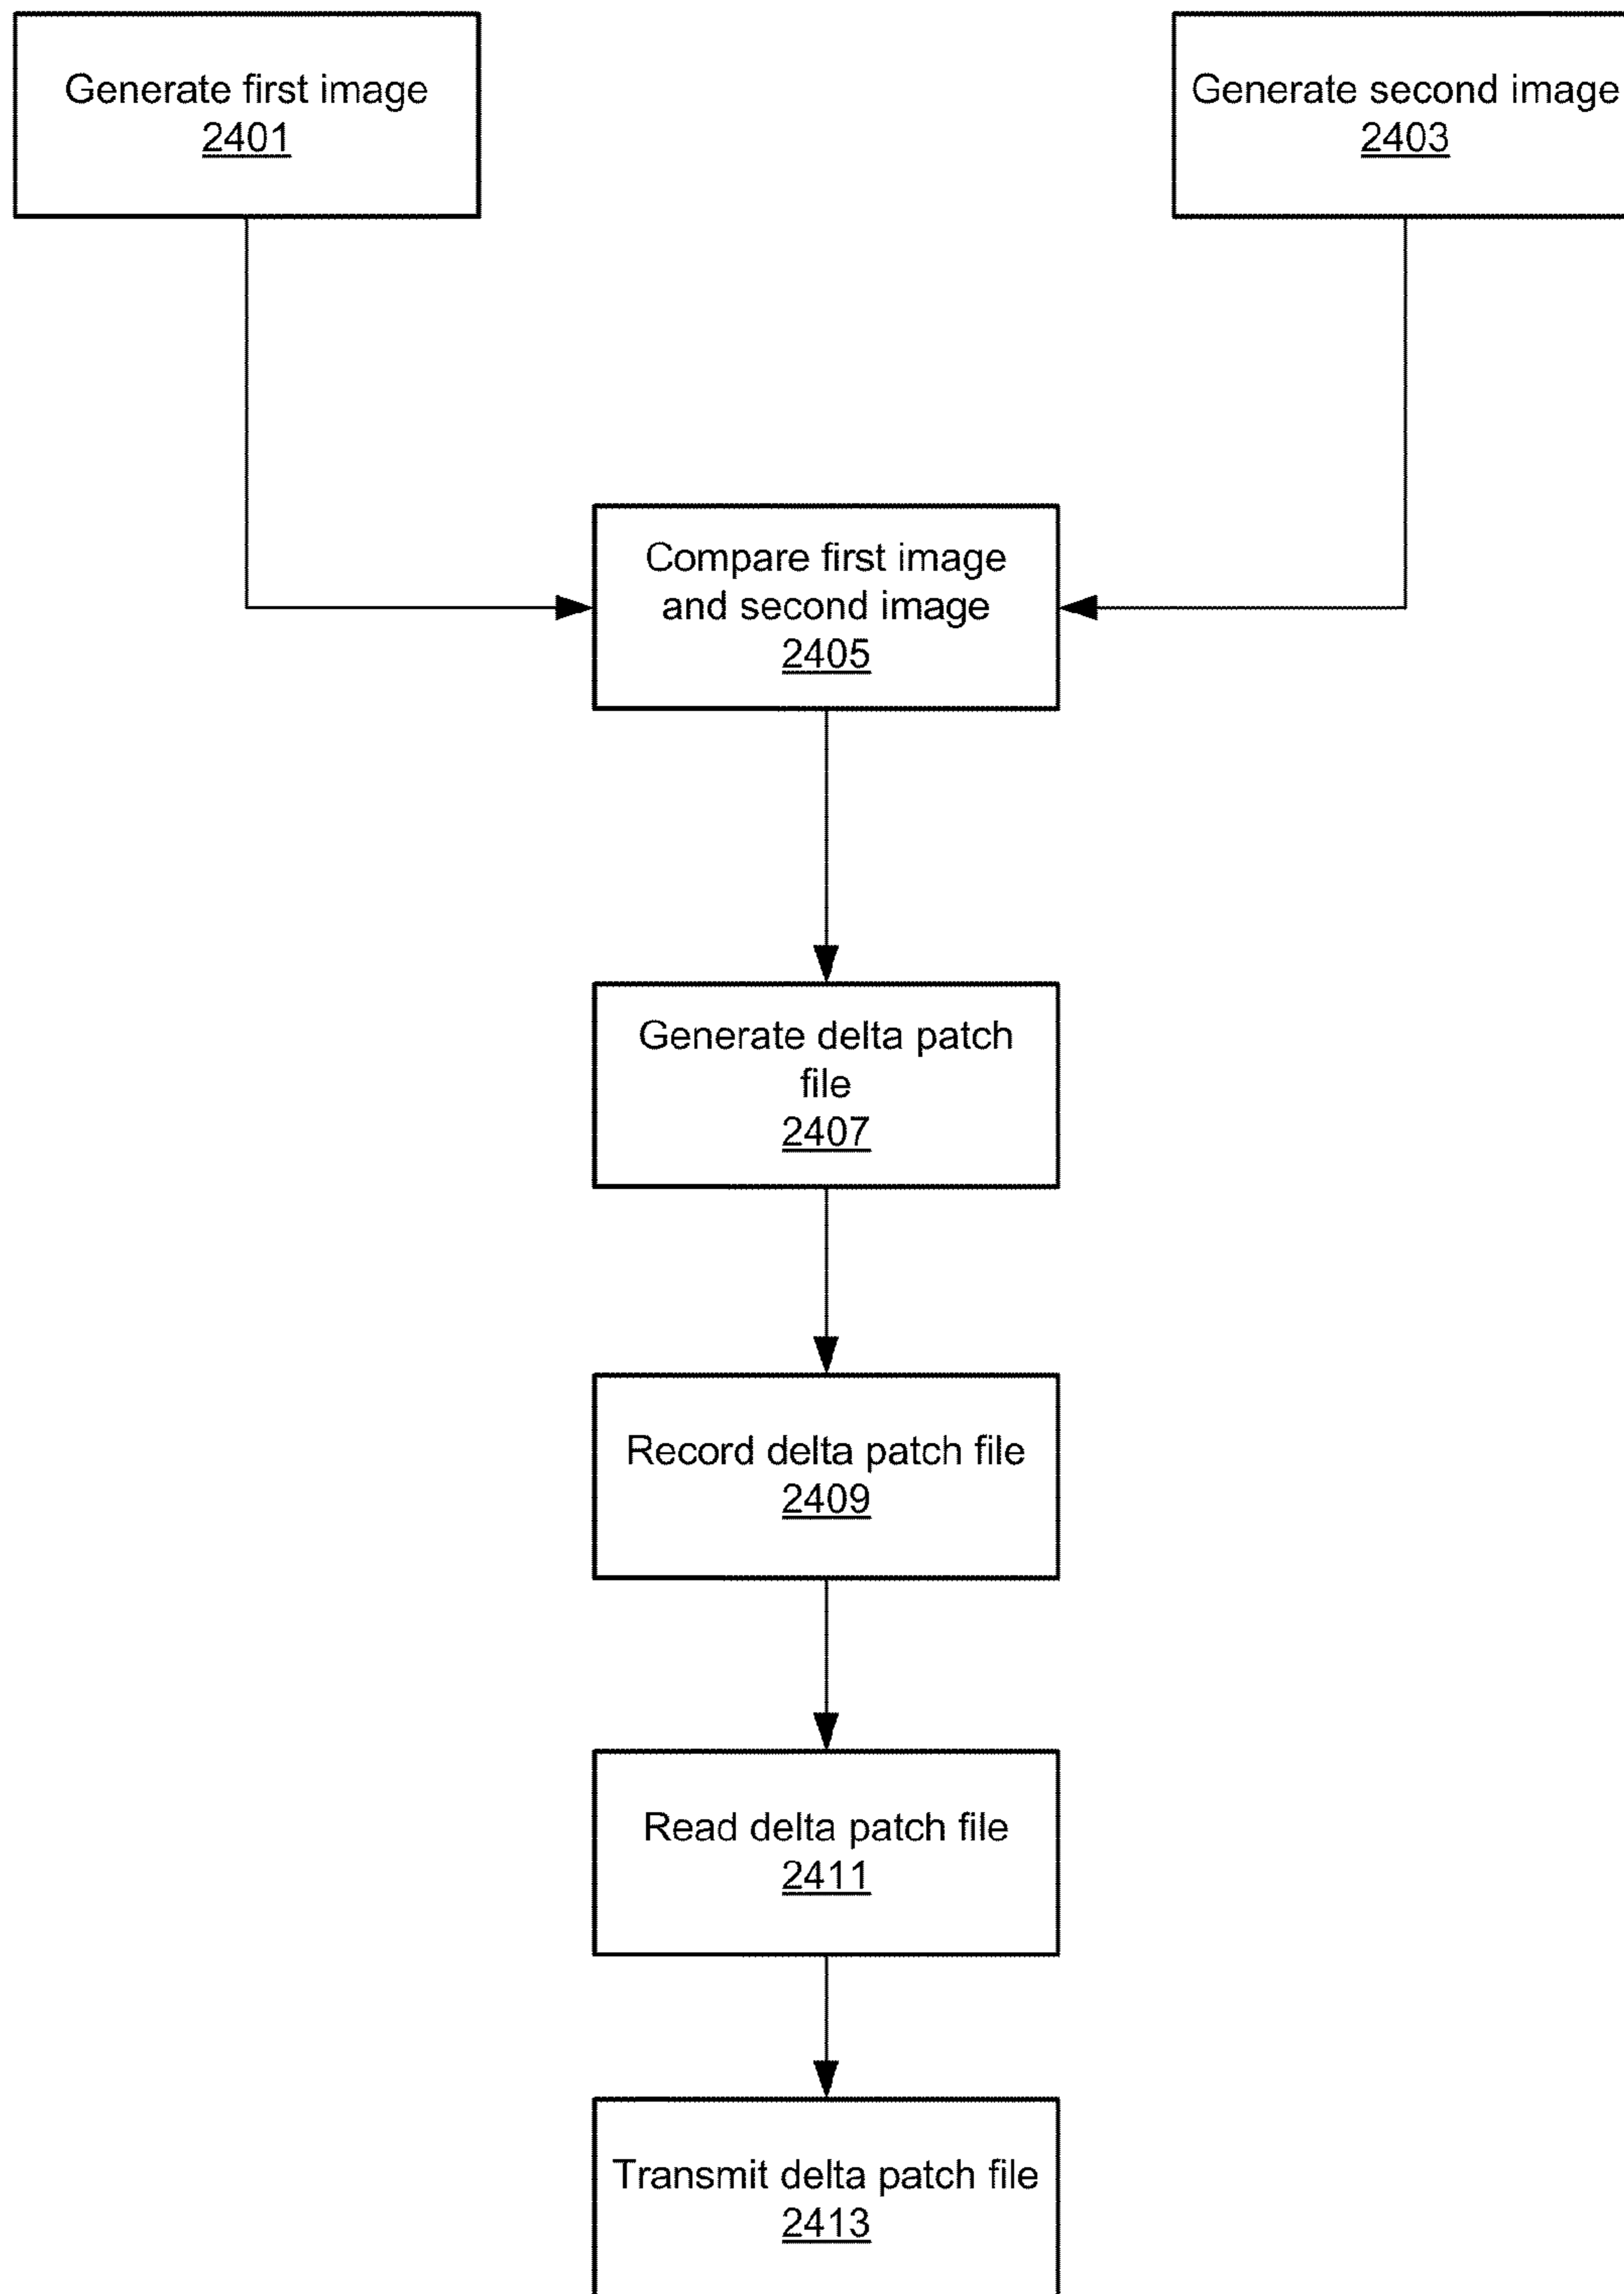 Generate first image
2401
Generate second image
2403
Compare first image
and second image
2405
Generate delta patch
file
2407
Record delta patch file
2409
Read delta patch file
2411
Transmit delta patch file
2413